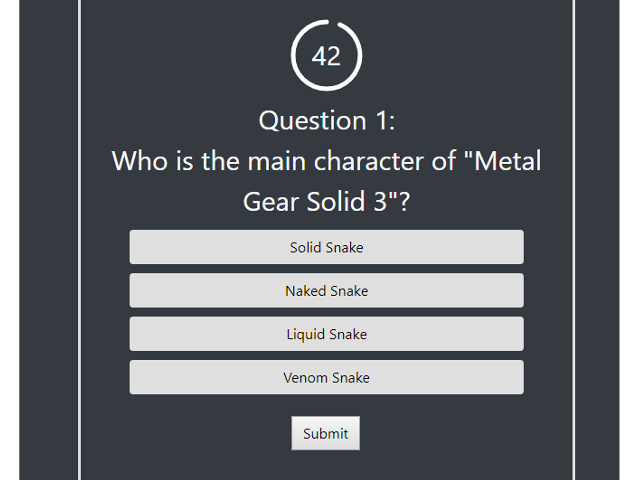 42
Question 1:
Who is the main character of "Metal
Gear Solid 3"?
Solid Snake
Naked Snake
Liquid Snake
Venom Snake
Submit